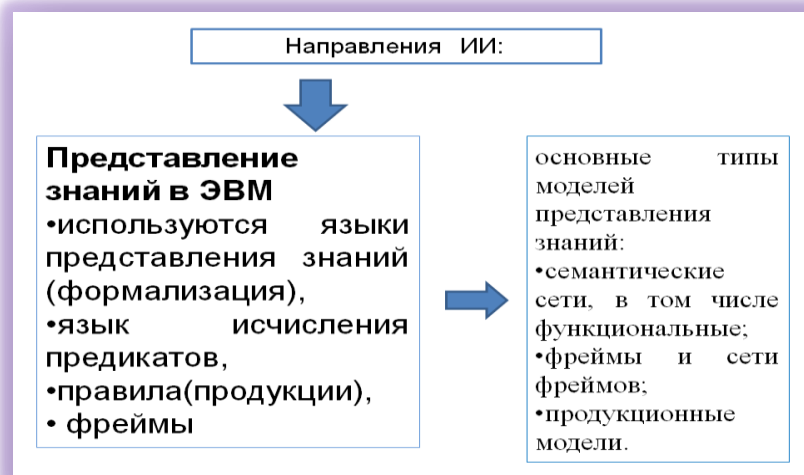 Направления ИИ:
Представление
знаний в ЭВМ
•используются языки
представления знаний
(формализация),
•язык исчисления
предикатов,
•правила(продукции),
• фреймы
основные типы
моделей
представления
знаний:
•семантические
сети, в том числе
функциональные;
•фреймы и сети
фреймов;
•продукционные
модели.